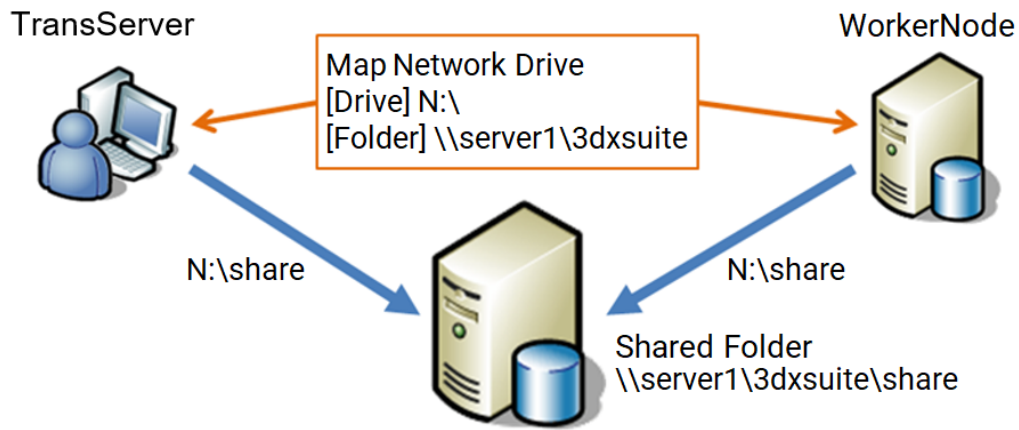 TransServer
WorkerNode
Map Network Drive
[Drive] N:\
[Folder] \\server1\3dxsuite
N:\share
N:\share
Shared Folder
\\server1\3dxsuite\share